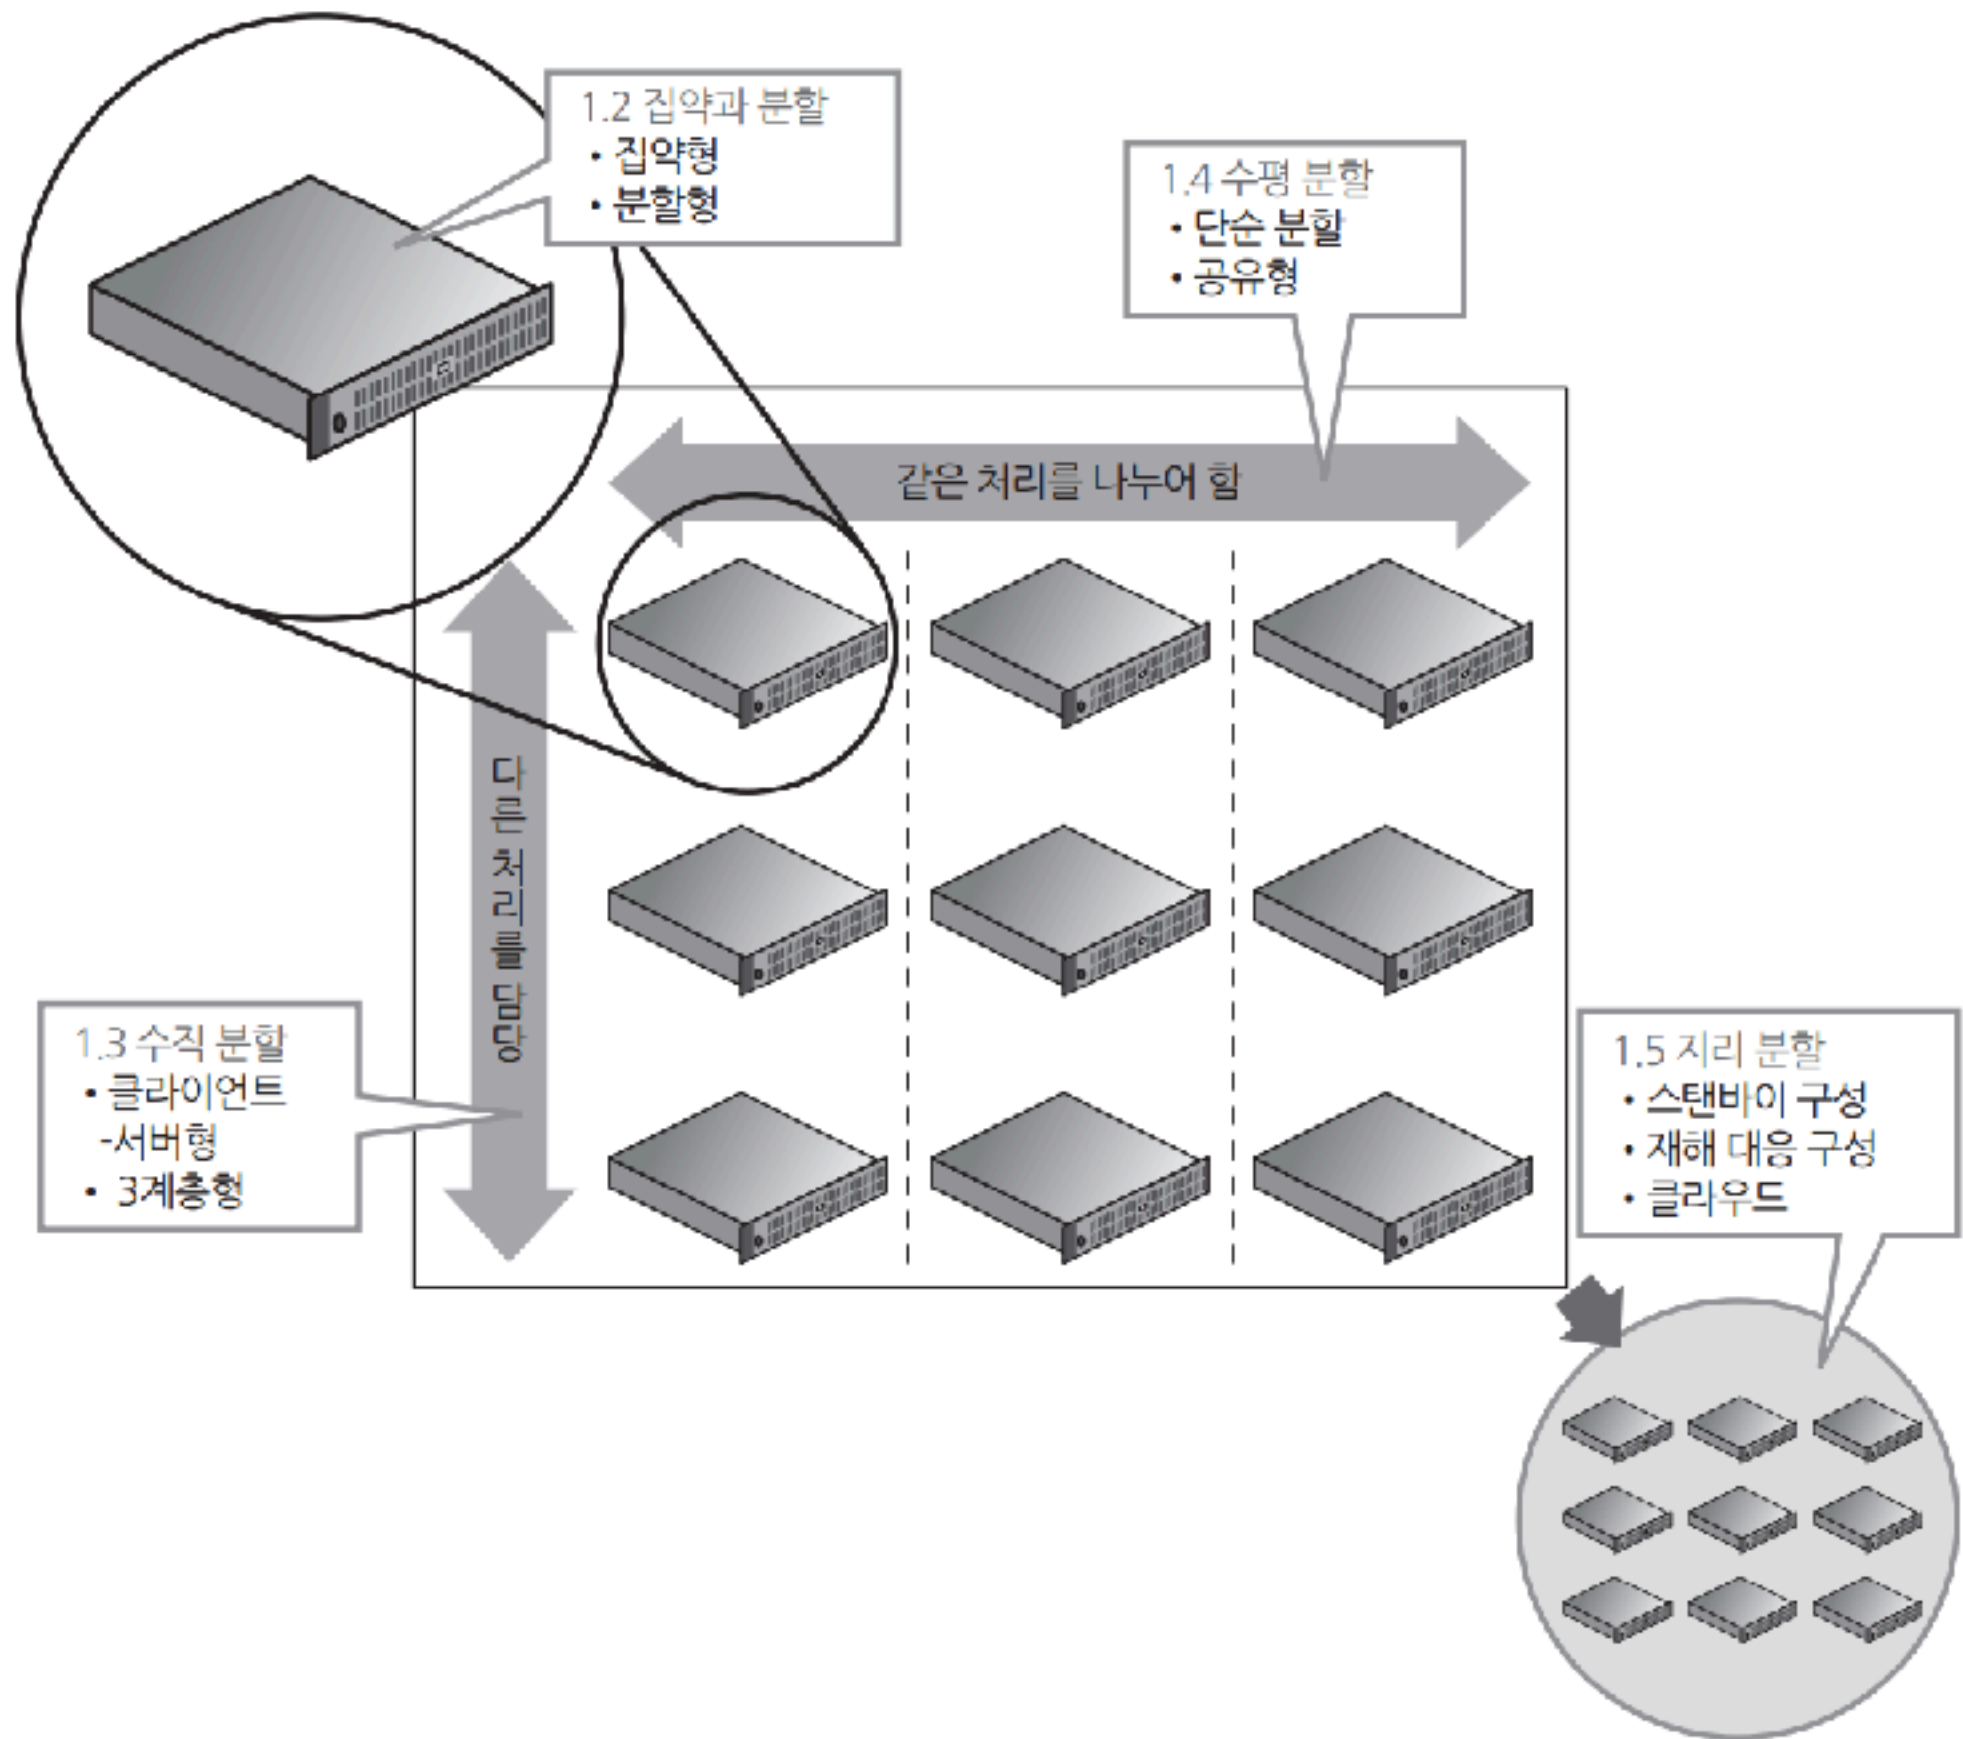 1.2 집약과 분할
• 집약형
• 분할형
1.4 수평 분할
• 단순 분할
• 공유형
같은 처리를 나누어 함
다른 처리를 담당
1.3 수직 분할
• 클라이언트
-서버형
• 3계층형
1.5 지리 분할
• 스탠바이 구성
• 재해 대응 구성
• 클라우드